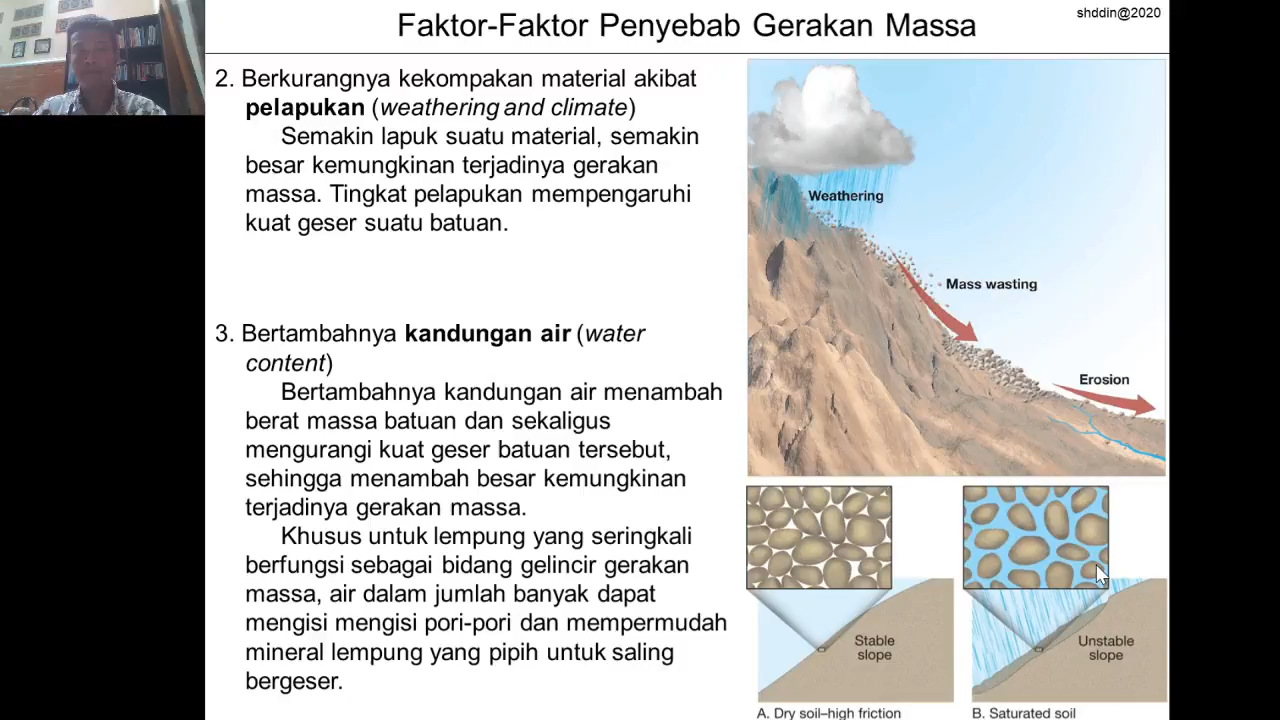 Faktor-Faktor Penyebab Gerakan Massa
shddin@2020
2. Berkurangnya kekompakan material akibat
pelapukan (weathering and climate)
Semakin lapuk suatu material, semakin
besar kemungkinan terjadinya gerakan
massa. Tingkat pelapukan mempengaruhi
kuat geser suatu batuan.
3. Bertambahnya kandungan air (water
content)
Bertambahnya kandungan air menambah
berat massa batuan dan sekaligus
mengurangi kuat geser batuan tersebut,
sehingga menambah besar kemungkinan
terjadinya gerakan massa.
Khusus untuk lempung yang seringkali
berfungsi sebagai bidang gelincir gerakan
massa, air dalam jumlah banyak dapat
mengisi mengisi pori-pori dan mempermudah
mineral lempung yang pipih untuk saling
bergeser.
Weathering
Mass wasting
Erosion
Stable
slope
A. Dry soil–high friction
Unstable
slope
B. Saturated soil